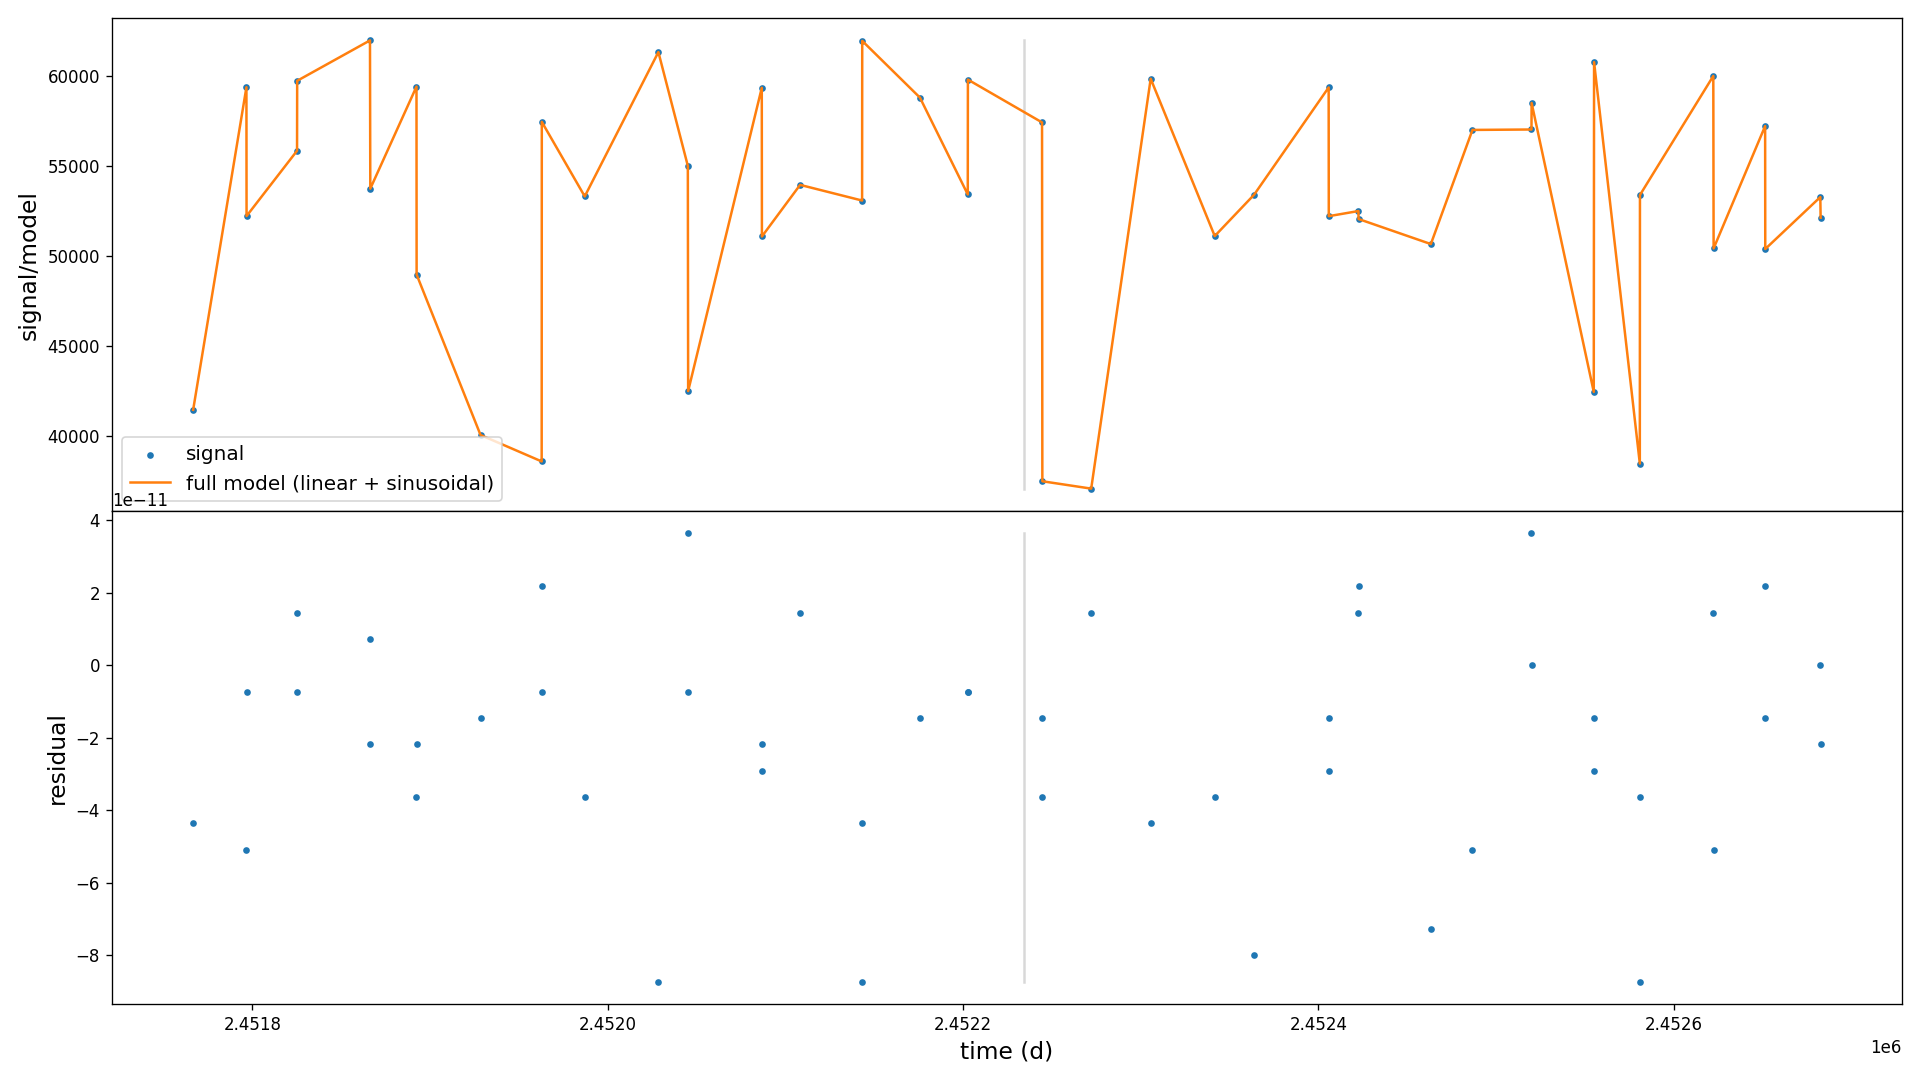 60000
55000
50000
45000
40000
signal/model
signal
full model (linear + sinusoidal)
1e−11
4
2
0
−2
−4
−6
−8
residual
2.4518
2.4520
2.4522
2.4524
2.4526
time (d)
1e6